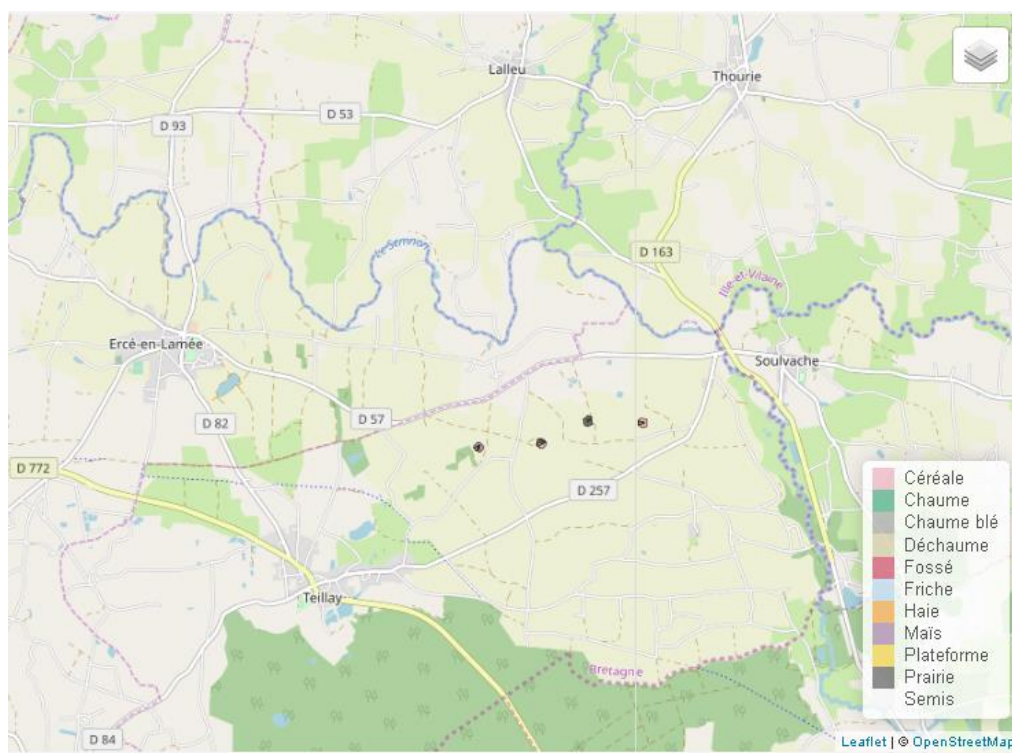 Lalleu
Thourie
D 93
D 53
Le Semnon
D 163
Ille-et-Vilaine
Ercé-en-Lamée
Soulvache
D 57
D 82
D 772
D 257
Teillay
Bretagne
D 84
Céréale
Chaume
Chaume blé
Déchaume
Fossé
Friche
Haie
Maïs
Plateforme
Prairie
Semis
Leaflet | © OpenStreetMap